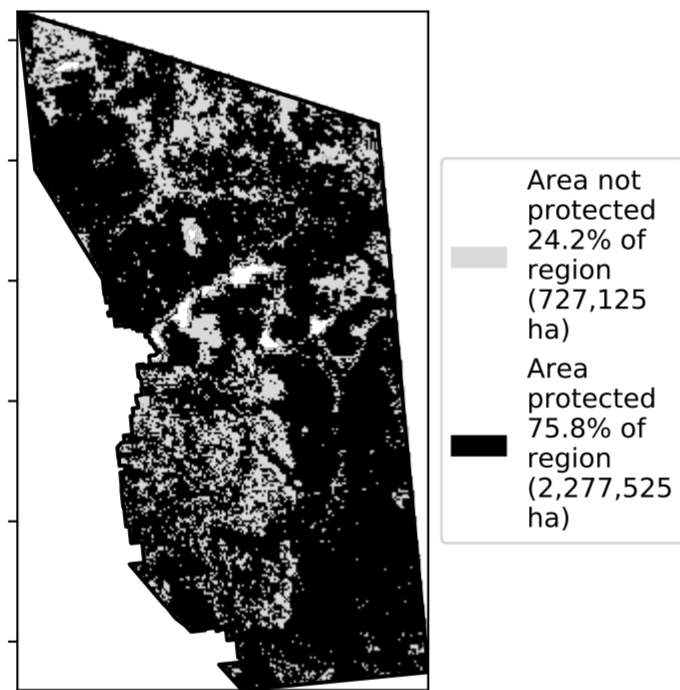 Area not
protected
24.2% of
region
(727,125
ha)
Area
protected
75.8% of
region
(2,277,525
ha)